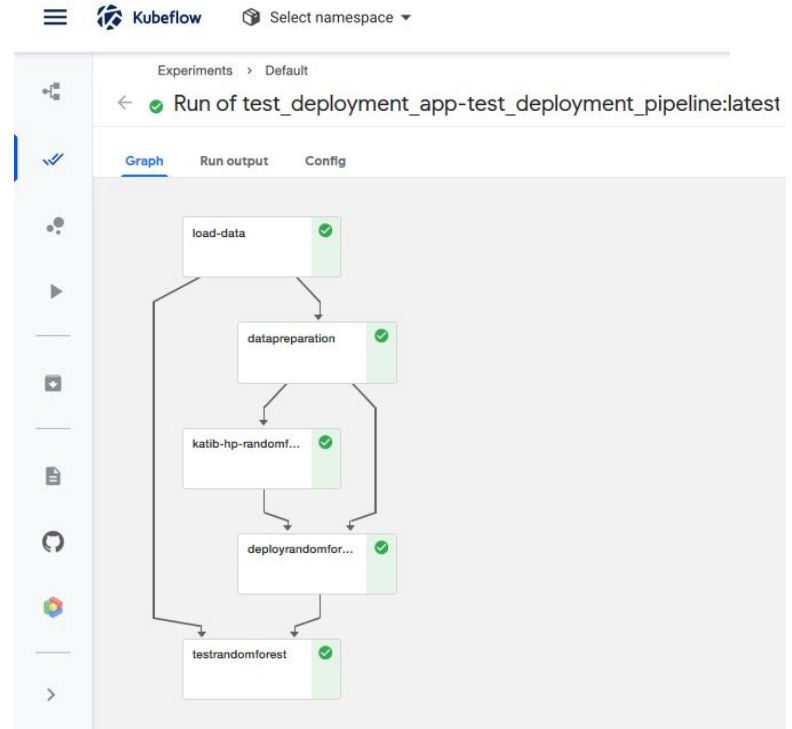 Kubeflow Select namespace
Experiments > Default
Run of test_deployment_app-test_deployment_pipeline:latest
Graph Run output Config
load-data
datapreparation
katib-hp-randomf...
deployrandomfor...
testrandomforest